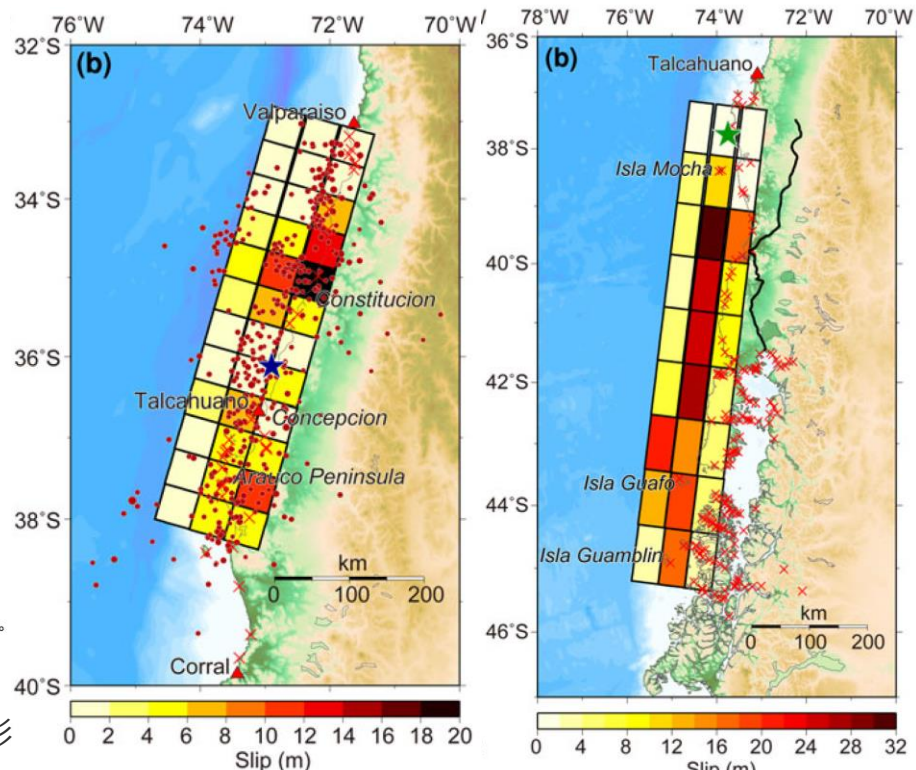 76°W 74°W 72°W 70°W
32°S
34°S
36°S
38°S
40°S
(b)
Valparaiso
Constitucion
Talcahuano
Concepcion
Arauco Peninsula
km
0 100 200
Corral
0 2 4 6 8 10 12 14 16 18 20
Slip (m)
78°W 76°W 74°W 72°W 70°W
36°S
38°S
40°S
42°S
44°S
46°S
(b)
Talcahuano
Isla Mocha
Isla Guafo
Isla Guamblin
km
0 100 200
0 4 8 12 16 20 24 28 32
Slip (m)